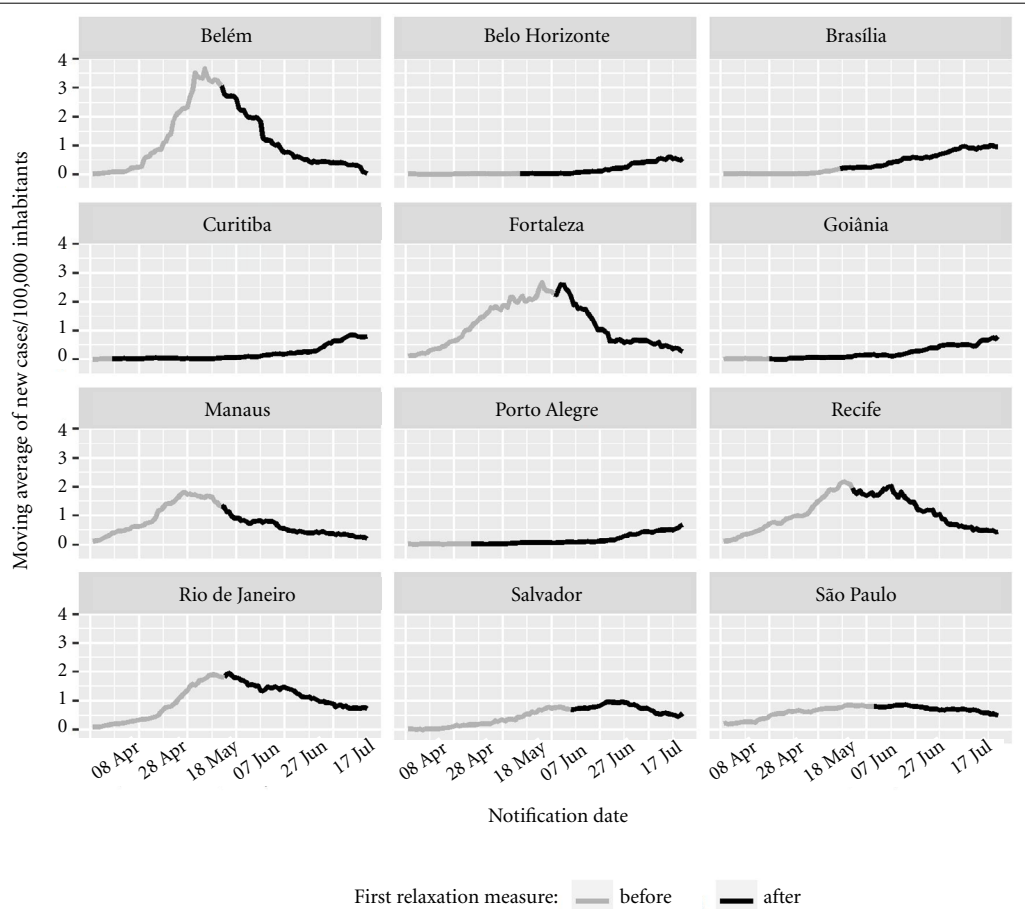 Belém Belo Horizonte Brasília
4
3
2
1
0
Curitiba Fortaleza Goiânia
4
3
2
1
0
Manaus Porto Alegre Recife
4
3
2
1
0
Rio de Janeiro Salvador São Paulo
4
3
2
1
0
08 Apr 28 Apr 18 May 07 Jun 27 Jun 17 Jul 08 Apr 28 Apr 18 May 07 Jun 27 Jun 17 Jul 08 Apr 28 Apr 18 May 07 Jun 27 Jun 17 Jul
Moving average of new cases/100,000 inhabitants
Notification date
First relaxation measure: before after